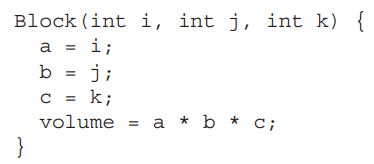 Block(int i, int j, int k) {
  a = i;
  b = j;
  c = k;
  volume = a * b * c;
}